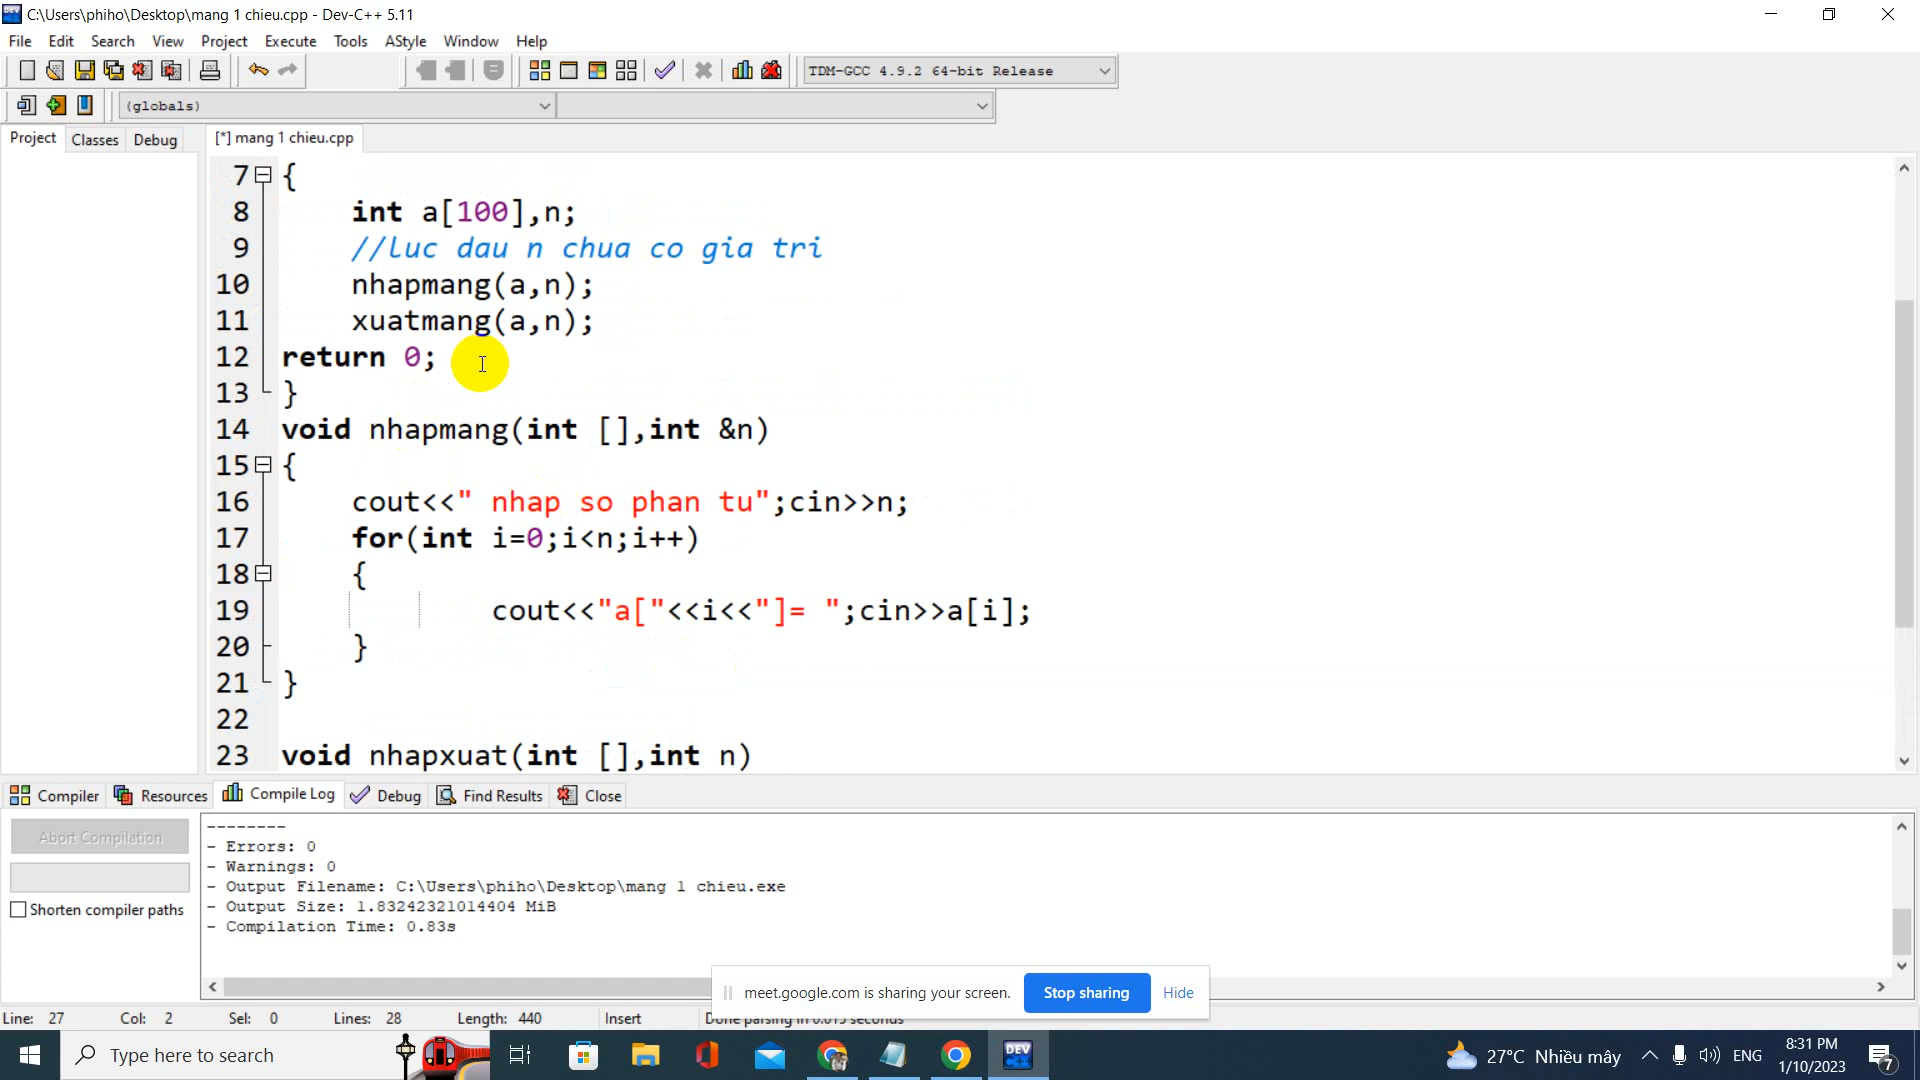 C:\Users\phiho\Desktop\mang 1 chieu.cpp - Dev-C++ 5.11
File Edit Search View Project Execute Tools AStyle Window Help
TDM-GCC 4.9.2 64-bit Release
(globals)
Project Classes Debug [*] mang 1 chieu.cpp
7 {
8 int a[100],n;
9 //luc dau n chua co gia tri
10 nhapmang(a,n);
11 xuatmang(a,n);
12 return 0;
13 }
14 void nhapmang(int [],int &n)
15 {
16 cout<<" nhap so phan tu";cin>>n;
17 for(int i=0;i<n;i++)
18 {
19 cout<<"a["<<i<<"]= ";cin>>a[i];
20 }
21 }
22
23 void nhapxuat(int [],int n)
Compiler Resources Compile Log Debug Find Results Close
Abort Compilation
Shorten compiler paths
--------
- Errors: 0
- Warnings: 0
- Output Filename: C:\Users\phiho\Desktop\mang 1 chieu.exe
- Output Size: 1.83242321014404 MiB
- Compilation Time: 0.83s
meet.google.com is sharing your screen. Stop sharing Hide
Line: 27 Col: 2 Sel: 0 Lines: 28 Length: 440 Insert Done parsing in 0.015 seconds
Type here to search
DEV
27°C Nhiều mây ENG
8:31 PM
1/10/2023
7